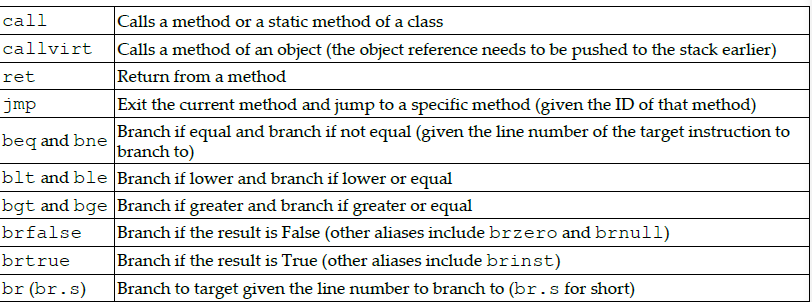 call Calls a method or a static method of a class
callvirt Calls a method of an object (the object reference needs to be pushed to the stack earlier)
ret Return from a method
jmp Exit the current method and jump to a specific method (given the ID of that method)
beq and bne Branch if equal and branch if not equal (given the line number of the target instruction to
branch to)
blt and ble Branch if lower and branch if lower or equal
bgt and bge Branch if greater and branch if greater or equal
brfalse Branch if the result is False (other aliases include brzero and brnull)
brtrue Branch if the result is True (other aliases include brinst)
br (br.s) Branch to target given the line number to branch to (br.s for short)